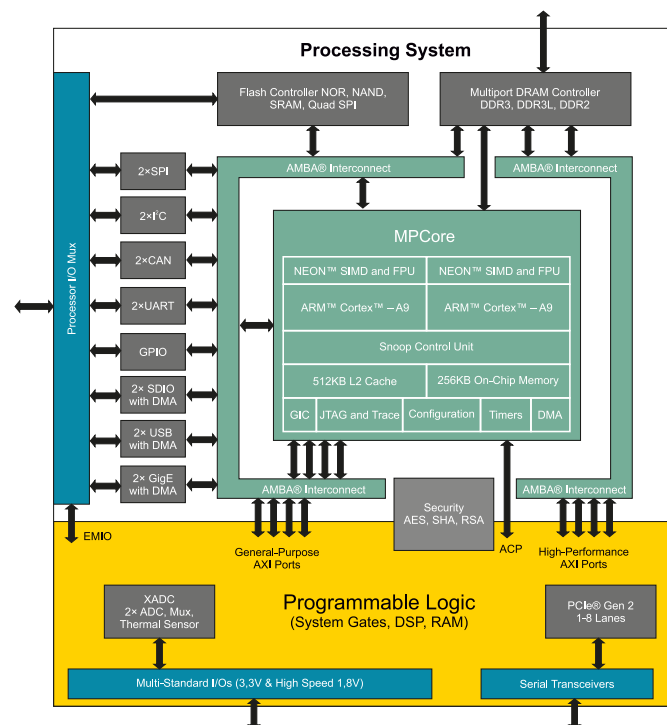 Processing System
Flash Controller NOR, NAND,
SRAM, Quad SPI
Multiport DRAM Controller
DDR3, DDR3L, DDR2
Processor I/O Mux
2×SPI
2×I²C
2×CAN
2×UART
GPIO
2× SDIO
with DMA
2× USB
with DMA
2× GigE
with DMA
AMBA® Interconnect
AMBA® Interconnect
MPCore
NEON™ SIMD and FPU
NEON™ SIMD and FPU
ARM™ Cortex™ – A9
ARM™ Cortex™ – A9
Snoop Control Unit
512KB L2 Cache
256KB On-Chip Memory
GIC
JTAG and Trace
Configuration
Timers
DMA
AMBA® Interconnect
AMBA® Interconnect
Security
AES, SHA, RSA
EMIO
General-Purpose
AXI Ports
ACP
High-Performance
AXI Ports
XADC
2× ADC, Mux,
Thermal Sensor
Programmable Logic
(System Gates, DSP, RAM)
PCIe® Gen 2
1-8 Lanes
Multi-Standard I/Os (3,3V & High Speed 1,8V)
Serial Transceivers